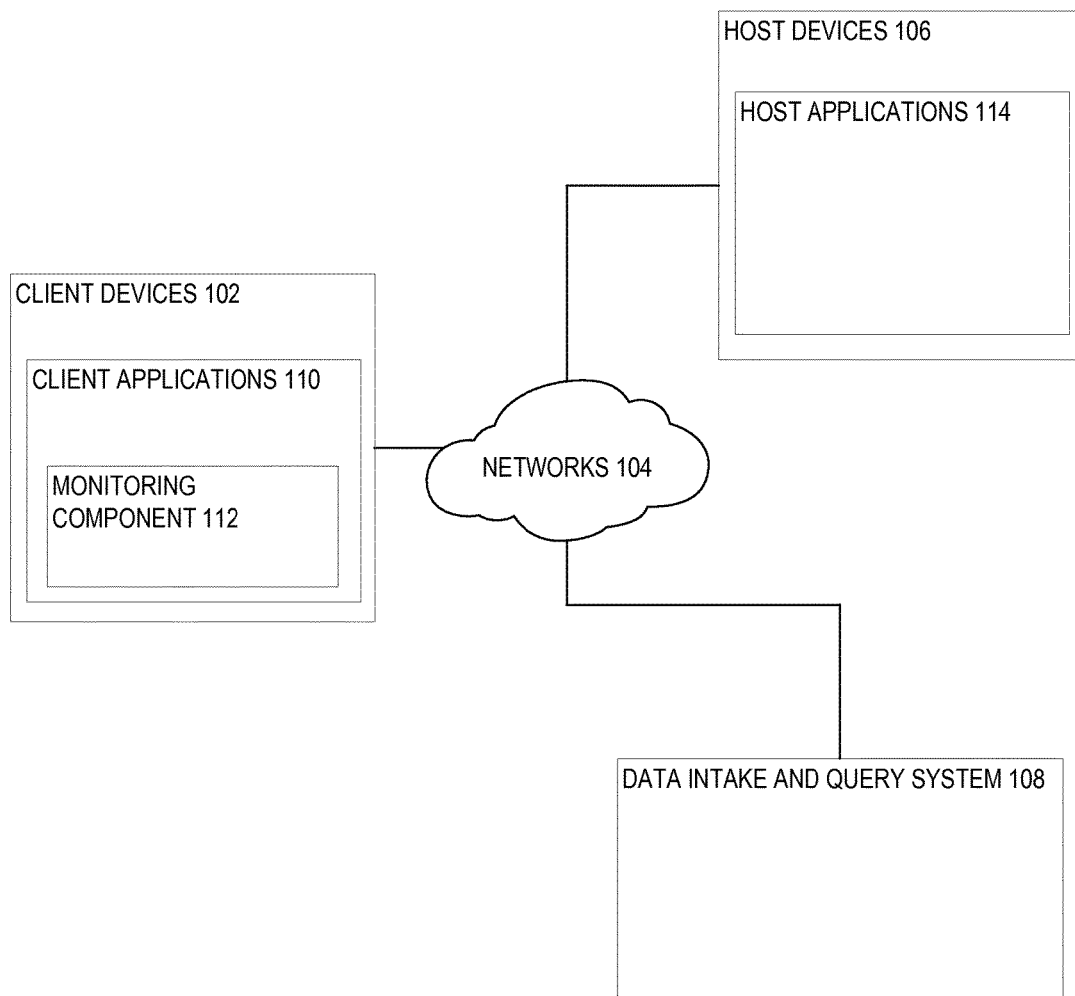 HOST DEVICES 106
HOST APPLICATIONS 114
CLIENT DEVICES 102
CLIENT APPLICATIONS 110
MONITORING
COMPONENT 112
NETWORKS 104
DATA INTAKE AND QUERY SYSTEM 108